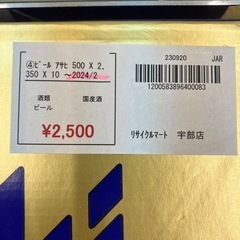 ④ビール アサヒ 500 X 2、
350 X 10 ～2024/2
酒類 国産酒
ビール
¥2,500
230920 JAR
1200583896400083
リサイクルマート 宇部店